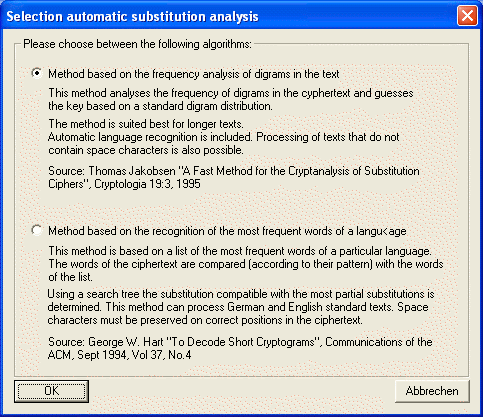 Selection automatic substitution analysis
Please choose between the following algorithms:
Method based on the frequency analysis of digrams in the text
This method analyses the frequency of digrams in the cyphertext and guesses
the key based on a standard digram distribution.
The method is suited best for longer texts.
Automatic language recognition is included. Processing of texts that do not
contain space characters is also possible.
Source: Thomas Jakobsen "A Fast Method for the Cryptanalysis of Substitution
Ciphers", Cryptologia 19:3, 1995
Method based on the recognition of the most frequent words of a langu<age
This method is based on a list of the most frequent words of a particular language.
The words of the ciphertext are compared (according to their pattern) with the words
of the list.
Using a search tree the substitution compatible with the most partial substitutions is
determined. This method can process German and English standard texts. Space
characters must be preserved on correct positions in the ciphertext.
Source: George W. Hart "To Decode Short Cryptograms", Communications of the
ACM, Sept 1994, Vol 37, No.4
OK Abbrechen